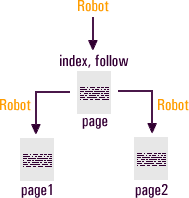 Robot
index, follow
page
Robot
Robot
page1
page2